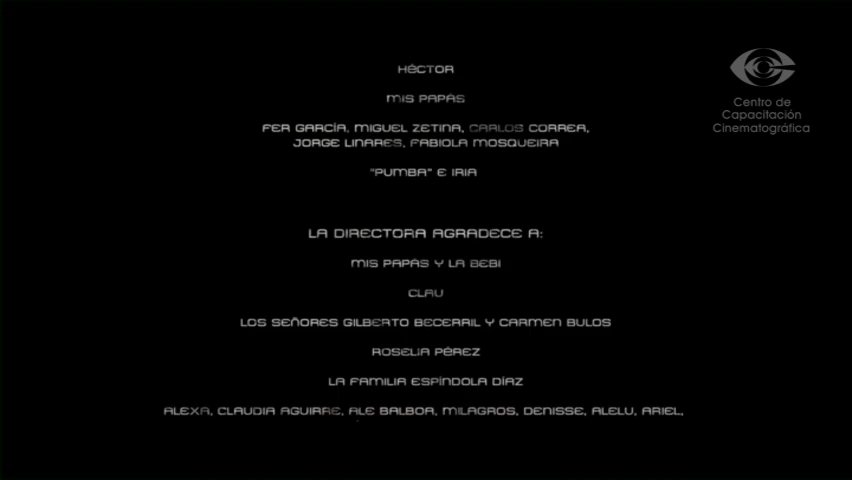 HÉCTOR
MIS PAPÁS
FER GARCÍA, MIGUEL ZETINA, CARLOS CORREA,
JORGE LINARES, FABIOLA MOSQUEIRA
"PUMBA" E IRIA
LA DIRECTORA AGRADECE A:
MIS PAPÁS Y LA BEBI
CLAU
LOS SEÑORES GILBERTO BECERRIL Y CARMEN BULOS
ROSELIA PÉREZ
LA FAMILIA ESPÍNDOLA DÍAZ
ALEXA, CLAUDIA AGUIRRE, ALE BALBOA, MILAGROS, DENISSE, ALELU, ARIEL,
Centro de
Capacitación
Cinematográfica